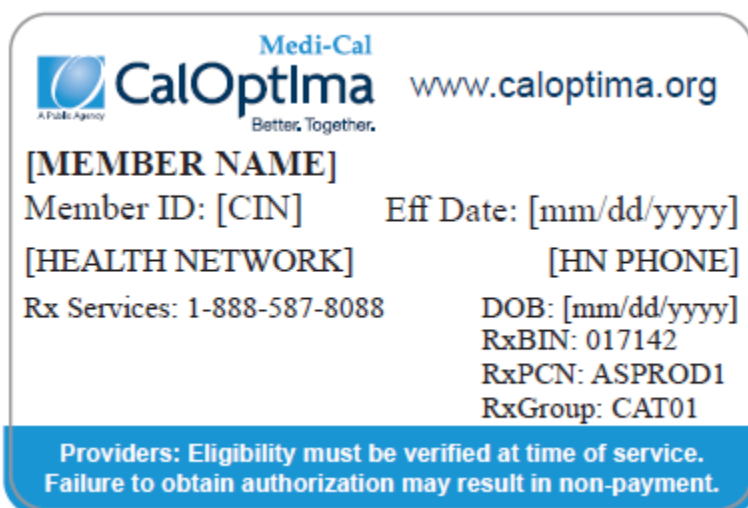 Medi-Cal
CalOptima
A Public Agency
Better. Together.
www.caloptima.org
[MEMBER NAME]
Member ID: [CIN] Eff Date: [mm/dd/yyyy]
[HEALTH NETWORK] [HN PHONE]
Rx Services: 1-888-587-8088 DOB: [mm/dd/yyyy]
RxBIN: 017142
RxPCN: ASPROD1
RxGroup: CAT01
Providers: Eligibility must be verified at time of service.
Failure to obtain authorization may result in non-payment.